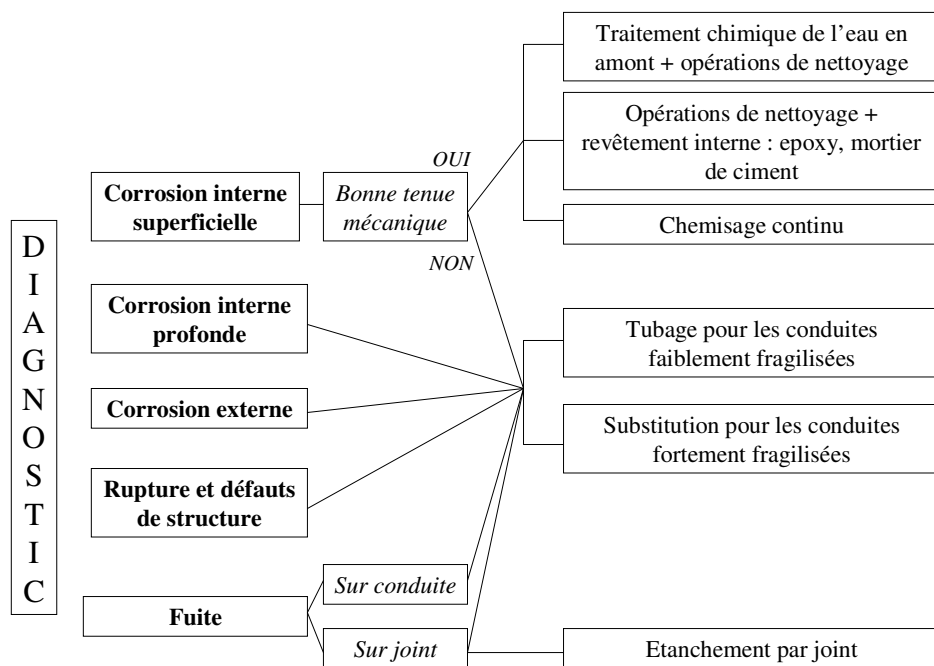 DIAGNOSTIC
Corrosion interne
superficielle
Bonne tenue
mécanique
OUI
NON
Traitement chimique de l'eau en
amont + opérations de nettoyage
Opérations de nettoyage +
revêtement interne : epoxy, mortier
de ciment
Chemisage continu
Corrosion interne
profonde
Corrosion externe
Rupture et défauts
de structure
Tubage pour les conduites
faiblement fragilisées
Substitution pour les conduites
fortement fragilisées
Fuite
Sur conduite
Sur joint
Etanchement par joint